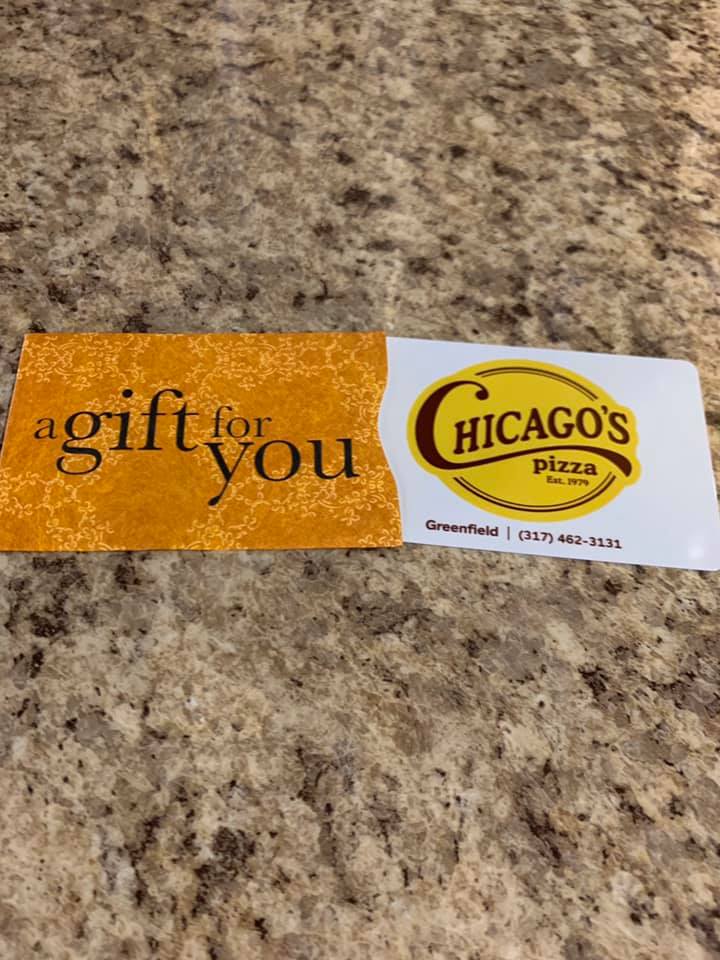 a gift for
you
CHICAGO'S
pizza
Est. 1979
Greenfield | (317) 462-3131